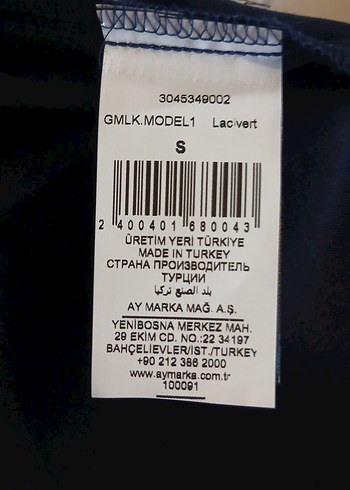 3045349002
GMLK.MODEL1 Lacivert
S
2 400401 680043
ÜRETİM YERİ TÜRKİYE
MADE IN TURKEY
СТРАНА ПРОИЗВОДИТЕЛЬ
ТУРЦИИ
بلد الصنع تركيا
AY MARKA MAĞ. A.Ş.
YENİBOSNA MERKEZ MAH.
29 EKİM CD. NO.:22 34197
BAHÇELİEVLER/İST./TURKEY
+90 212 386 2000
www.aymarka.com.tr
100091